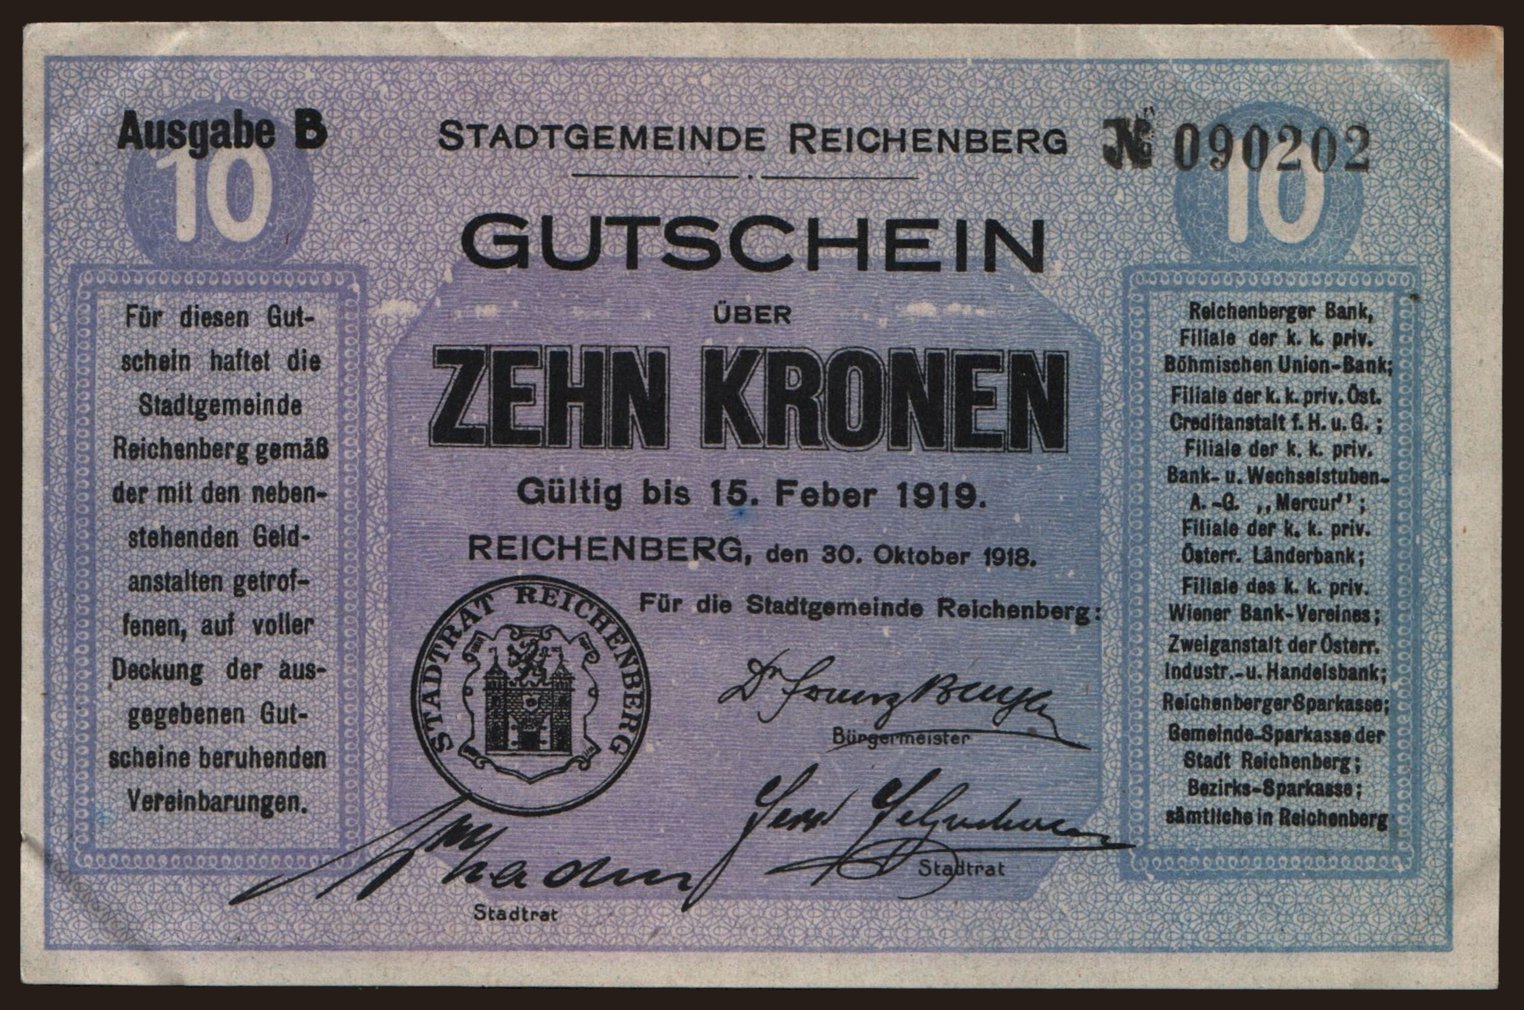 Ausgabe B
10
STADTGEMEINDE REICHENBERG
№ 090202
10
GUTSCHEIN
ÜBER
ZEHN KRONEN
Gültig bis 15. Feber 1919.
REICHENBERG, den 30. Oktober 1918.
Für die Stadtgemeinde Reichenberg:
STADTRAT REICHENBERG
Bürgermeister
Stadtrat
Stadtrat
Für diesen Gut-
schein haftet die
Stadtgemeinde
Reichenberg gemäß
der mit den neben-
stehenden Geld-
anstalten getrof-
fenen, auf voller
Deckung der aus-
gegebenen Gut-
scheine beruhenden
Vereinbarungen.
Reichenberger Bank,
Filiale der k. k. priv.
Böhmischen Union-Bank;
Filiale der k. k. priv. Öst.
Creditanstalt f. H. u. G. ;
Filiale der k. k. priv.
Bank- u. Wechselstuben-
A. -G. ,,Mercur" ;
Filiale der k. k. priv.
Österr. Länderbank;
Filiale des k. k. priv.
Wiener Bank-Vereines;
Zweiganstalt der Österr.
Industr.-u. Handelsbank;
Reichenberger Sparkasse;
Gemeinde-Sparkasse der
Stadt Reichenberg;
Bezirks-Sparkasse;
sämtliche in Reichenberg